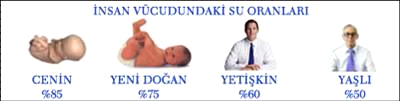 İNSAN VÜCUDUNDAKİ SU ORANLARI
CENİN YENİ DOĞAN YETİŞKİN YAŞLI
%85 %75 %60 %50